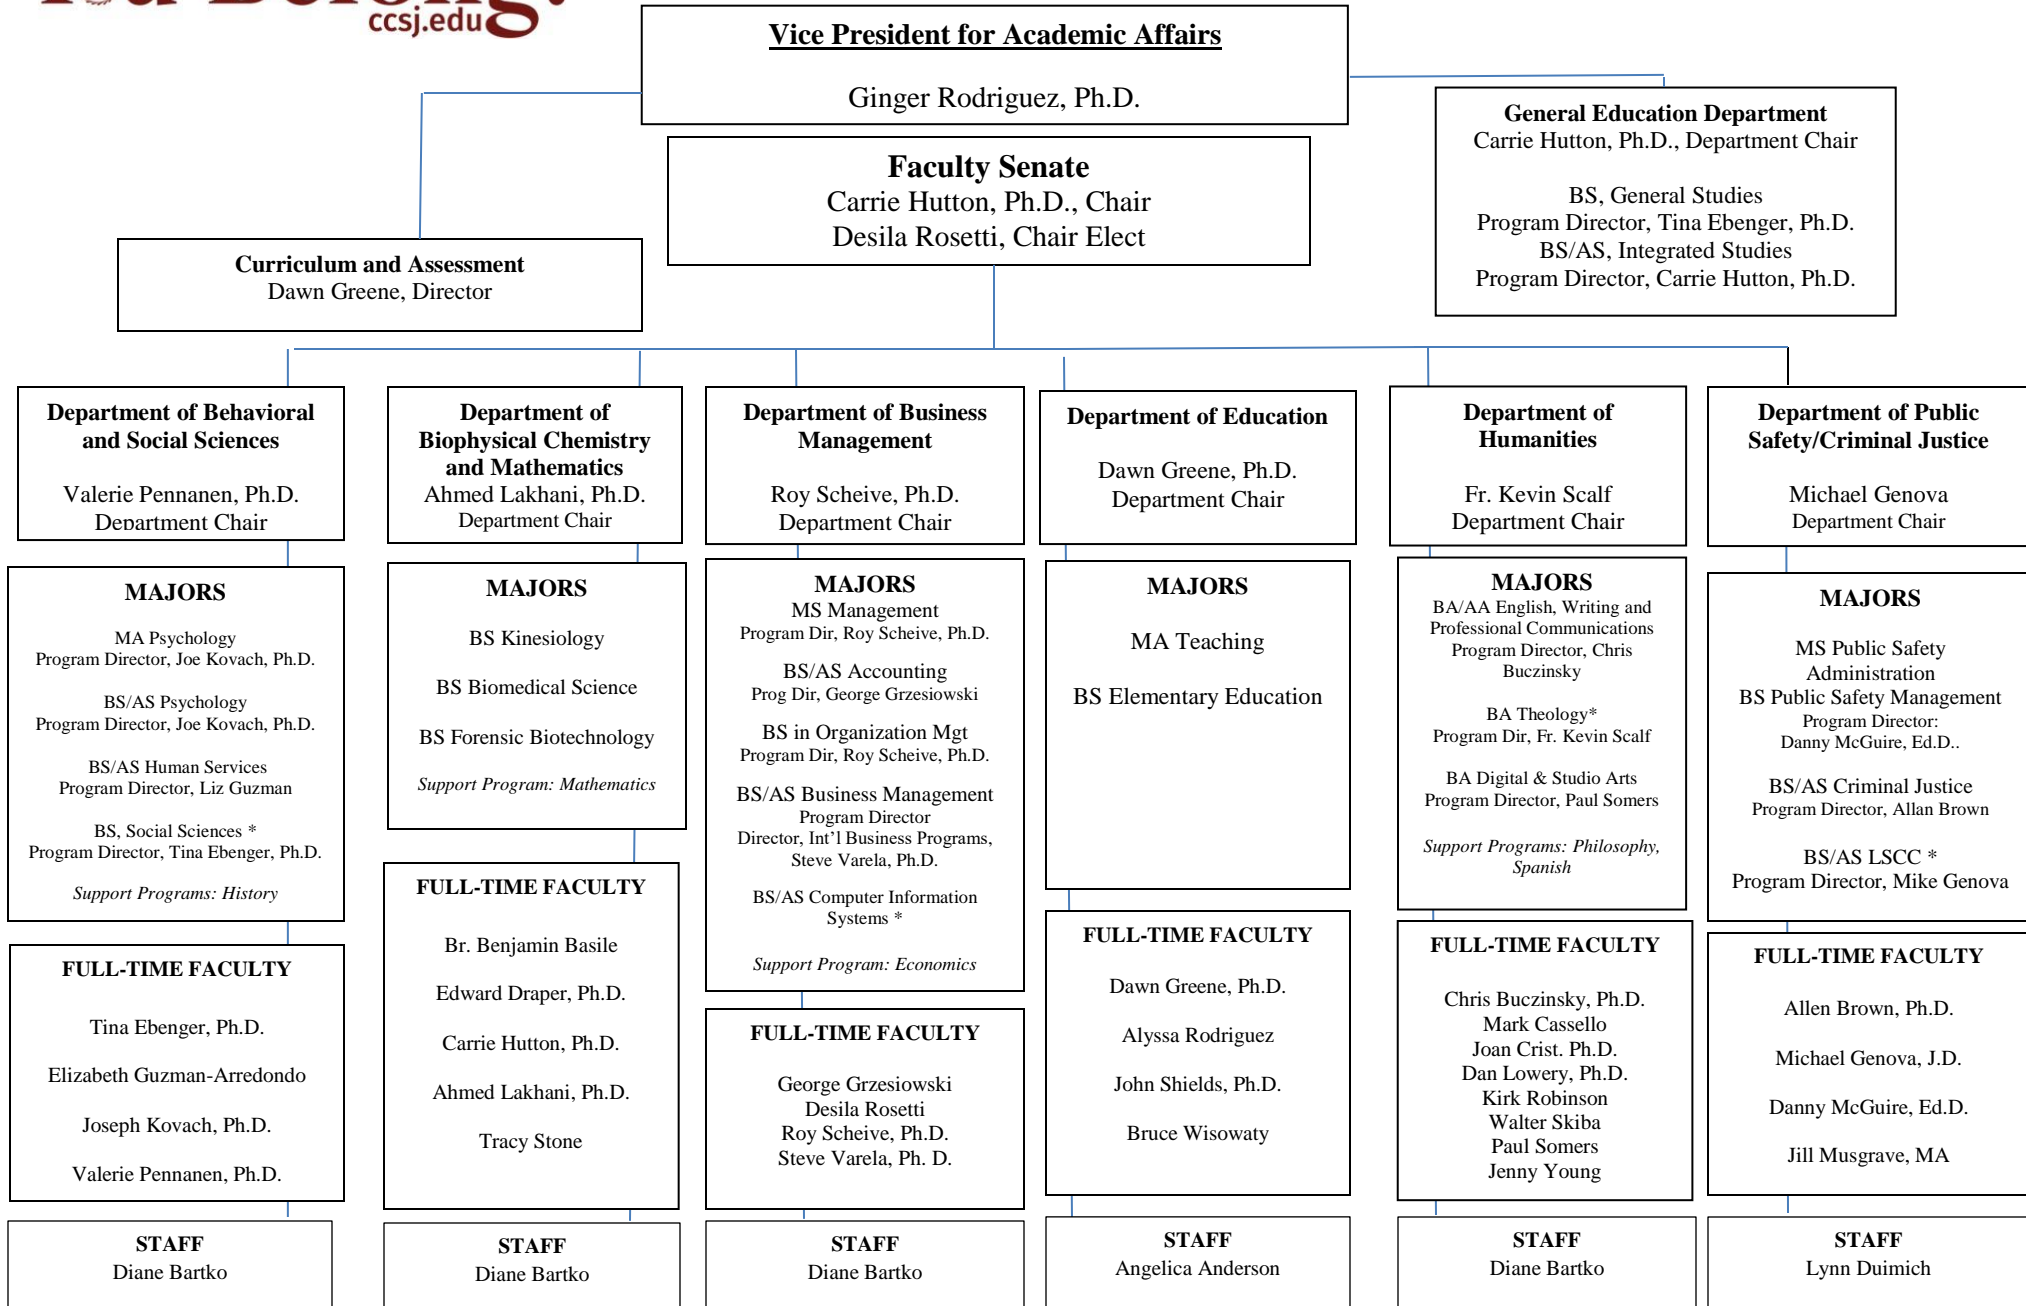 ccsj.edu
Vice President for Academic Affairs
Ginger Rodriguez, Ph.D.
General Education Department
Carrie Hutton, Ph.D., Department Chair
BS, General Studies
Program Director, Tina Ebenger, Ph.D.
BS/AS, Integrated Studies
Program Director, Carrie Hutton, Ph.D.
Faculty Senate
Carrie Hutton, Ph.D., Chair
Desila Rosetti, Chair Elect
Curriculum and Assessment
Dawn Greene, Director
Department of Behavioral
and Social Sciences
Valerie Pennanen, Ph.D.
Department Chair
MAJORS
MA Psychology
Program Director, Joe Kovach, Ph.D.
BS/AS Psychology
Program Director, Joe Kovach, Ph.D.
BS/AS Human Services
Program Director, Liz Guzman
BS, Social Sciences *
Program Director, Tina Ebenger, Ph.D.
Support Programs: History
FULL-TIME FACULTY
Tina Ebenger, Ph.D.
Elizabeth Guzman-Arredondo
Joseph Kovach, Ph.D.
Valerie Pennanen, Ph.D.
STAFF
Diane Bartko
Department of
Biophysical Chemistry
and Mathematics
Ahmed Lakhani, Ph.D.
Department Chair
MAJORS
BS Kinesiology
BS Biomedical Science
BS Forensic Biotechnology
Support Program: Mathematics
FULL-TIME FACULTY
Br. Benjamin Basile
Edward Draper, Ph.D.
Carrie Hutton, Ph.D.
Ahmed Lakhani, Ph.D.
Tracy Stone
STAFF
Diane Bartko
Department of Business
Management
Roy Scheive, Ph.D.
Department Chair
MAJORS
MS Management
Program Dir, Roy Scheive, Ph.D.
BS/AS Accounting
Prog Dir, George Grzesiowski
BS in Organization Mgt
Program Dir, Roy Scheive, Ph.D.
BS/AS Business Management
Program Director
Director, Int’l Business Programs,
Steve Varela, Ph.D.
BS/AS Computer Information
Systems *
Support Program: Economics
FULL-TIME FACULTY
George Grzesiowski
Desila Rosetti
Roy Scheive, Ph.D.
Steve Varela, Ph. D.
STAFF
Diane Bartko
Department of Education
Dawn Greene, Ph.D.
Department Chair
MAJORS
MA Teaching
BS Elementary Education
FULL-TIME FACULTY
Dawn Greene, Ph.D.
Alyssa Rodriguez
John Shields, Ph.D.
Bruce Wisowaty
STAFF
Angelica Anderson
Department of
Humanities
Fr. Kevin Scalf
Department Chair
MAJORS
BA/AA English, Writing and
Professional Communications
Program Director, Chris
Buczinsky
BA Theology*
Program Dir, Fr. Kevin Scalf
BA Digital & Studio Arts
Program Director, Paul Somers
Support Programs: Philosophy,
Spanish
FULL-TIME FACULTY
Chris Buczinsky, Ph.D.
Mark Cassello
Joan Crist. Ph.D.
Dan Lowery, Ph.D.
Kirk Robinson
Walter Skiba
Paul Somers
Jenny Young
STAFF
Diane Bartko
Department of Public
Safety/Criminal Justice
Michael Genova
Department Chair
MAJORS
MS Public Safety
Administration
BS Public Safety Management
Program Director:
Danny McGuire, Ed.D..
BS/AS Criminal Justice
Program Director, Allan Brown
BS/AS LSCC *
Program Director, Mike Genova
FULL-TIME FACULTY
Allen Brown, Ph.D.
Michael Genova, J.D.
Danny McGuire, Ed.D.
Jill Musgrave, MA
STAFF
Lynn Duimich